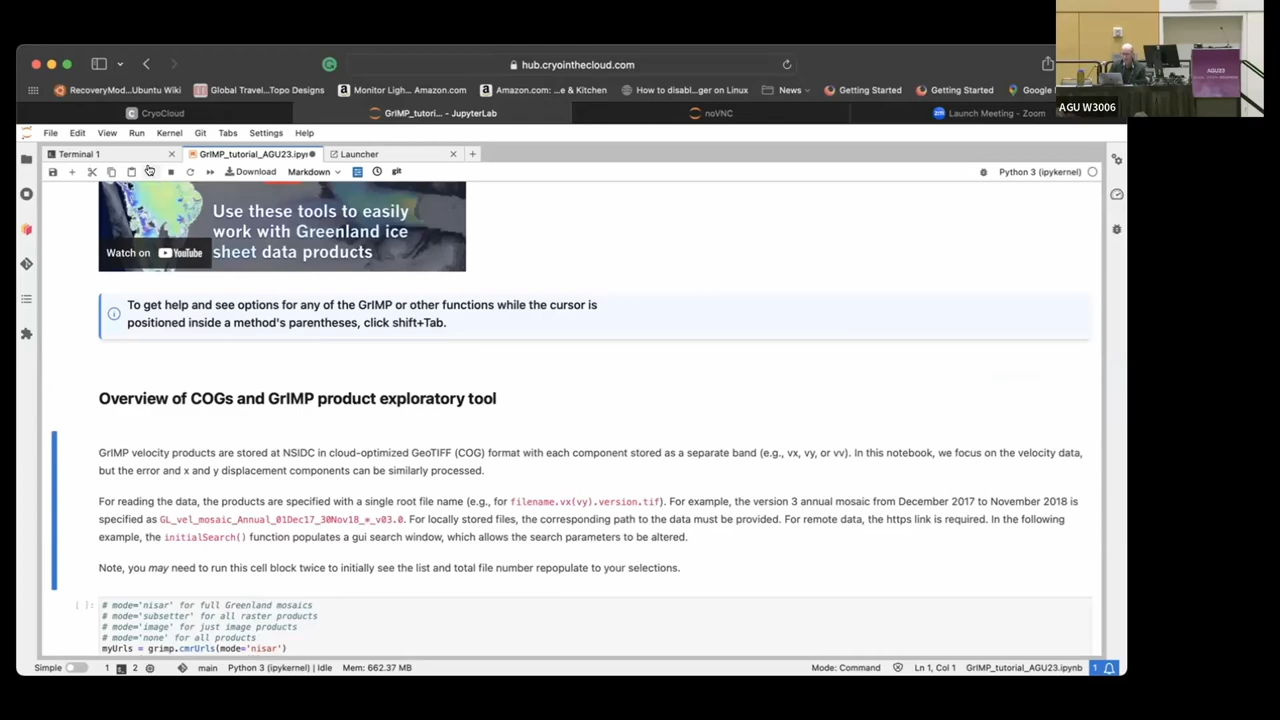 hub.cryointhecloud.com
RecoveryMod...Ubuntu Wiki
Global Travel...Topo Designs
Monitor Ligh... Amazon.com
Amazon.com: ...e & Kitchen
How to disabl...ger on Linux
News
Getting Started
Getting Started
Google
CryoCloud
GrIMP_tutori... - JupyterLab
noVNC
Launch Meeting - Zoom
AGU23
AGU W3006
File Edit View Run Kernel Git Tabs Settings Help
Terminal 1
GrIMP_tutorial_AGU23.ipy
Launcher
Download
Markdown
Python 3 (ipykernel)
Use these tools to easily
work with Greenland ice
sheet data products
Watch on YouTube
To get help and see options for any of the GrIMP or other functions while the cursor is
positioned inside a method's parentheses, click shift+Tab.
Overview of COGs and GrIMP product exploratory tool
GrIMP velocity products are stored at NSIDC in cloud-optimized GeoTIFF (COG) format with each component stored as a separate band (e.g., vx, vy, or vv). In this notebook, we focus on the velocity data,
but the error and x and y displacement components can be similarly processed.
For reading the data, the products are specified with a single root file name (e.g., for filename.vx(vy).version.tif). For example, the version 3 annual mosaic from December 2017 to November 2018 is
specified as GL_vel_mosaic_Annual_01Dec17_30Nov18_*_v03.0. For locally stored files, the corresponding path to the data must be provided. For remote data, the https link is required. In the following
example, the initialSearch() function populates a gui search window, which allows the search parameters to be altered.
Note, you may need to run this cell block twice to initially see the list and total file number repopulate to your selections.
[ ]: # mode='nisar' for full Greenland mosaics
# mode='subsetter' for all raster products
# mode='image' for just image products
# mode='none' for all products
myUrls = grimp.cmrUrls(mode='nisar')
Simple 1 2 main Python 3 (ipykernel) | Idle Mem: 662.37 MB Mode: Command Ln 1, Col 1 GrIMP_tutorial_AGU23.ipynb 1